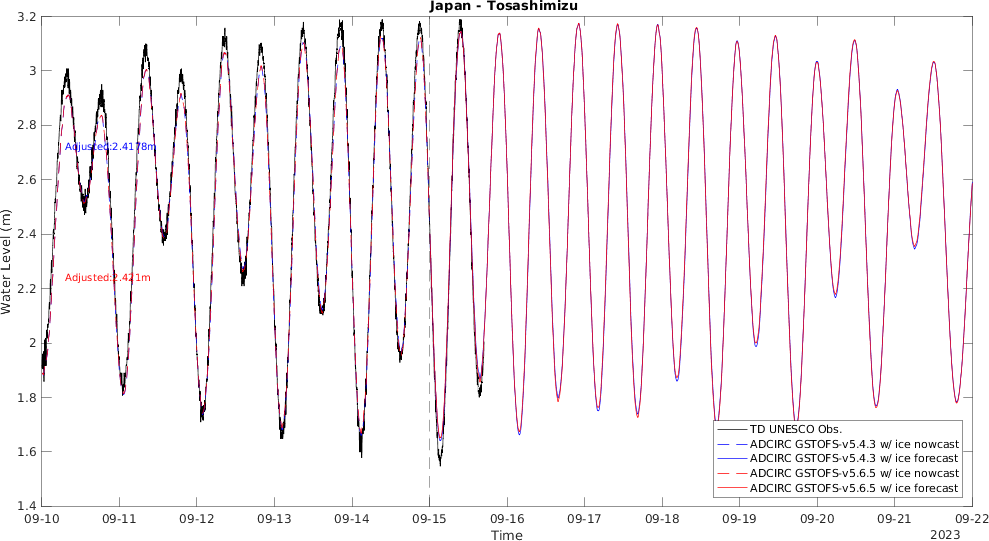 Japan - Tosashimizu
3.2
3
2.8
2.6
2.4
2.2
2
1.8
1.6
1.4
Water Level (m)
Adjusted:2.4178m
Adjusted:2.421m
TD UNESCO Obs.
ADCIRC GSTOFS-v5.4.3 w/ ice nowcast
ADCIRC GSTOFS-v5.4.3 w/ ice forecast
ADCIRC GSTOFS-v5.6.5 w/ ice nowcast
ADCIRC GSTOFS-v5.6.5 w/ ice forecast
09-10 09-11 09-12 09-13 09-14 09-15 09-16 09-17 09-18 09-19 09-20 09-21 09-22
Time
2023